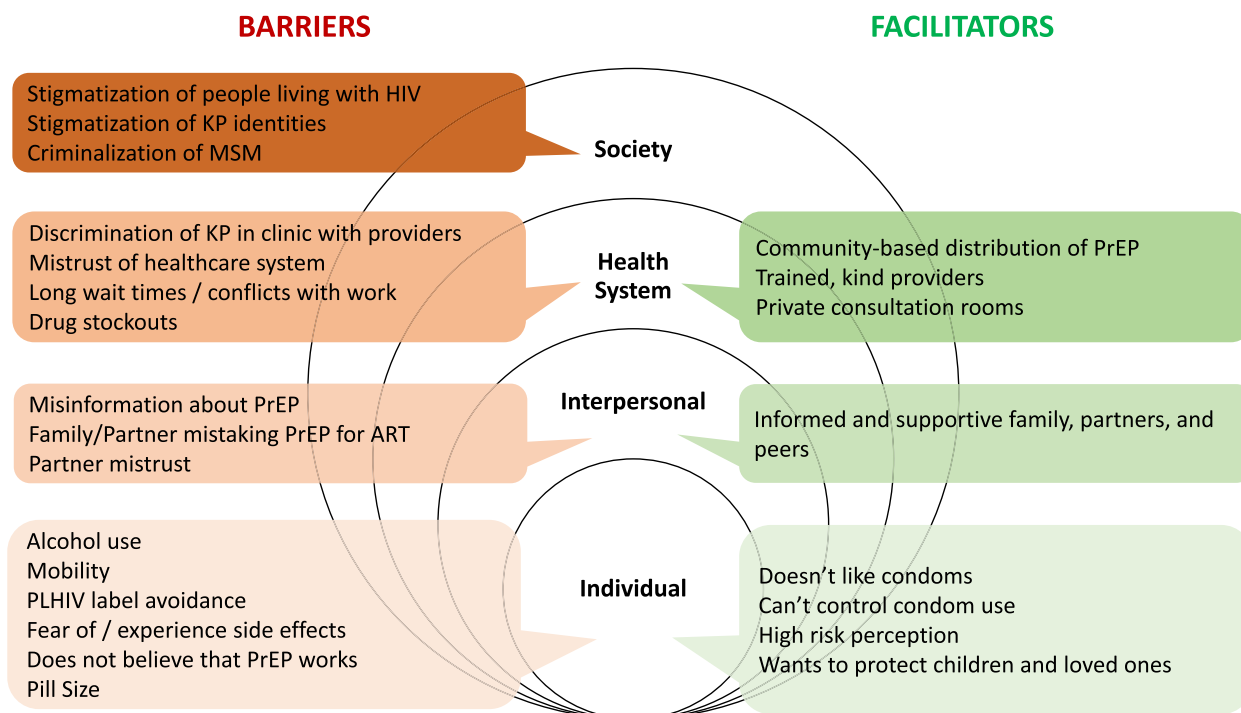 BARRIERS
FACILITATORS
Stigmatization of people living with HIV
Stigmatization of KP identities
Criminalization of MSM
Society
Discrimination of KP in clinic with providers
Mistrust of healthcare system
Long wait times / conflicts with work
Drug stockouts
Health
System
Community-based distribution of PrEP
Trained, kind providers
Private consultation rooms
Misinformation about PrEP
Family/Partner mistaking PrEP for ART
Partner mistrust
Interpersonal
Informed and supportive family, partners, and
peers
Alcohol use
Mobility
PLHIV label avoidance
Fear of / experience side effects
Does not believe that PrEP works
Pill Size
Individual
Doesn’t like condoms
Can’t control condom use
High risk perception
Wants to protect children and loved ones